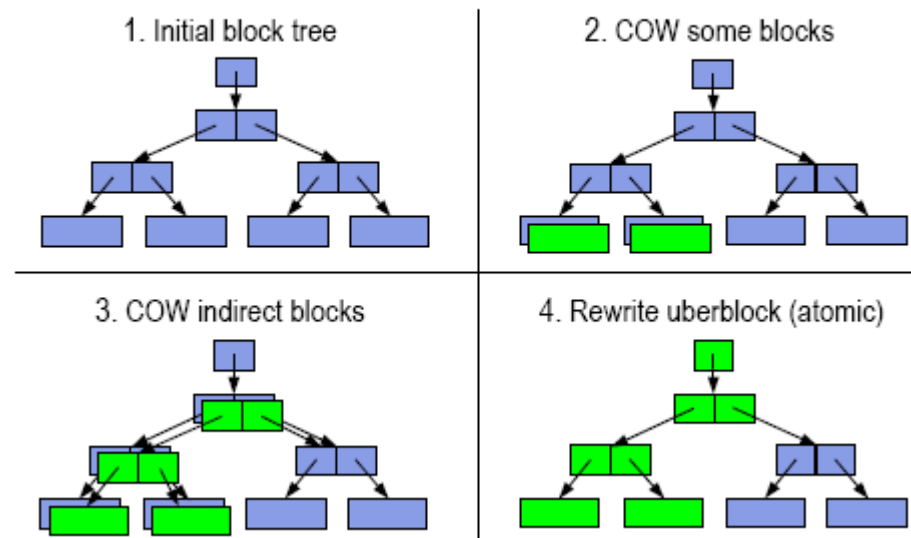 1. Initial block tree
2. COW some blocks
3. COW indirect blocks
4. Rewrite uberblock (atomic)